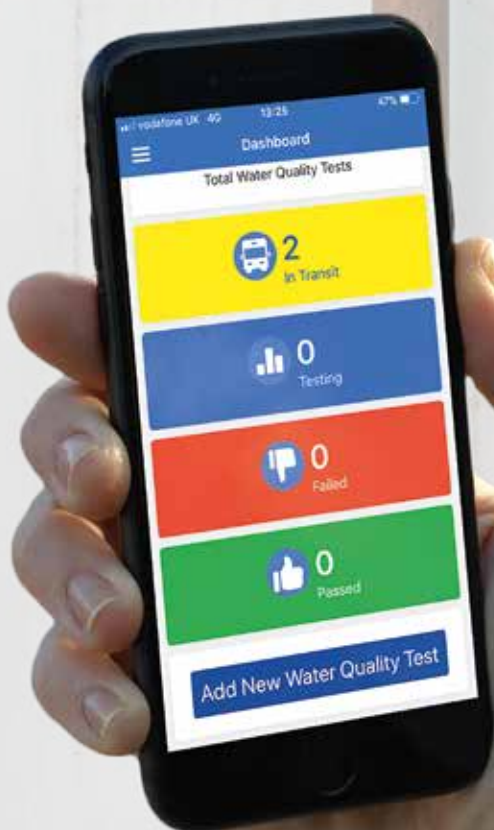 vodafone UK 4G 13:25 47%
Dashboard
Total Water Quality Tests
2
In Transit
0
Testing
0
Failed
0
Passed
Add New Water Quality Test